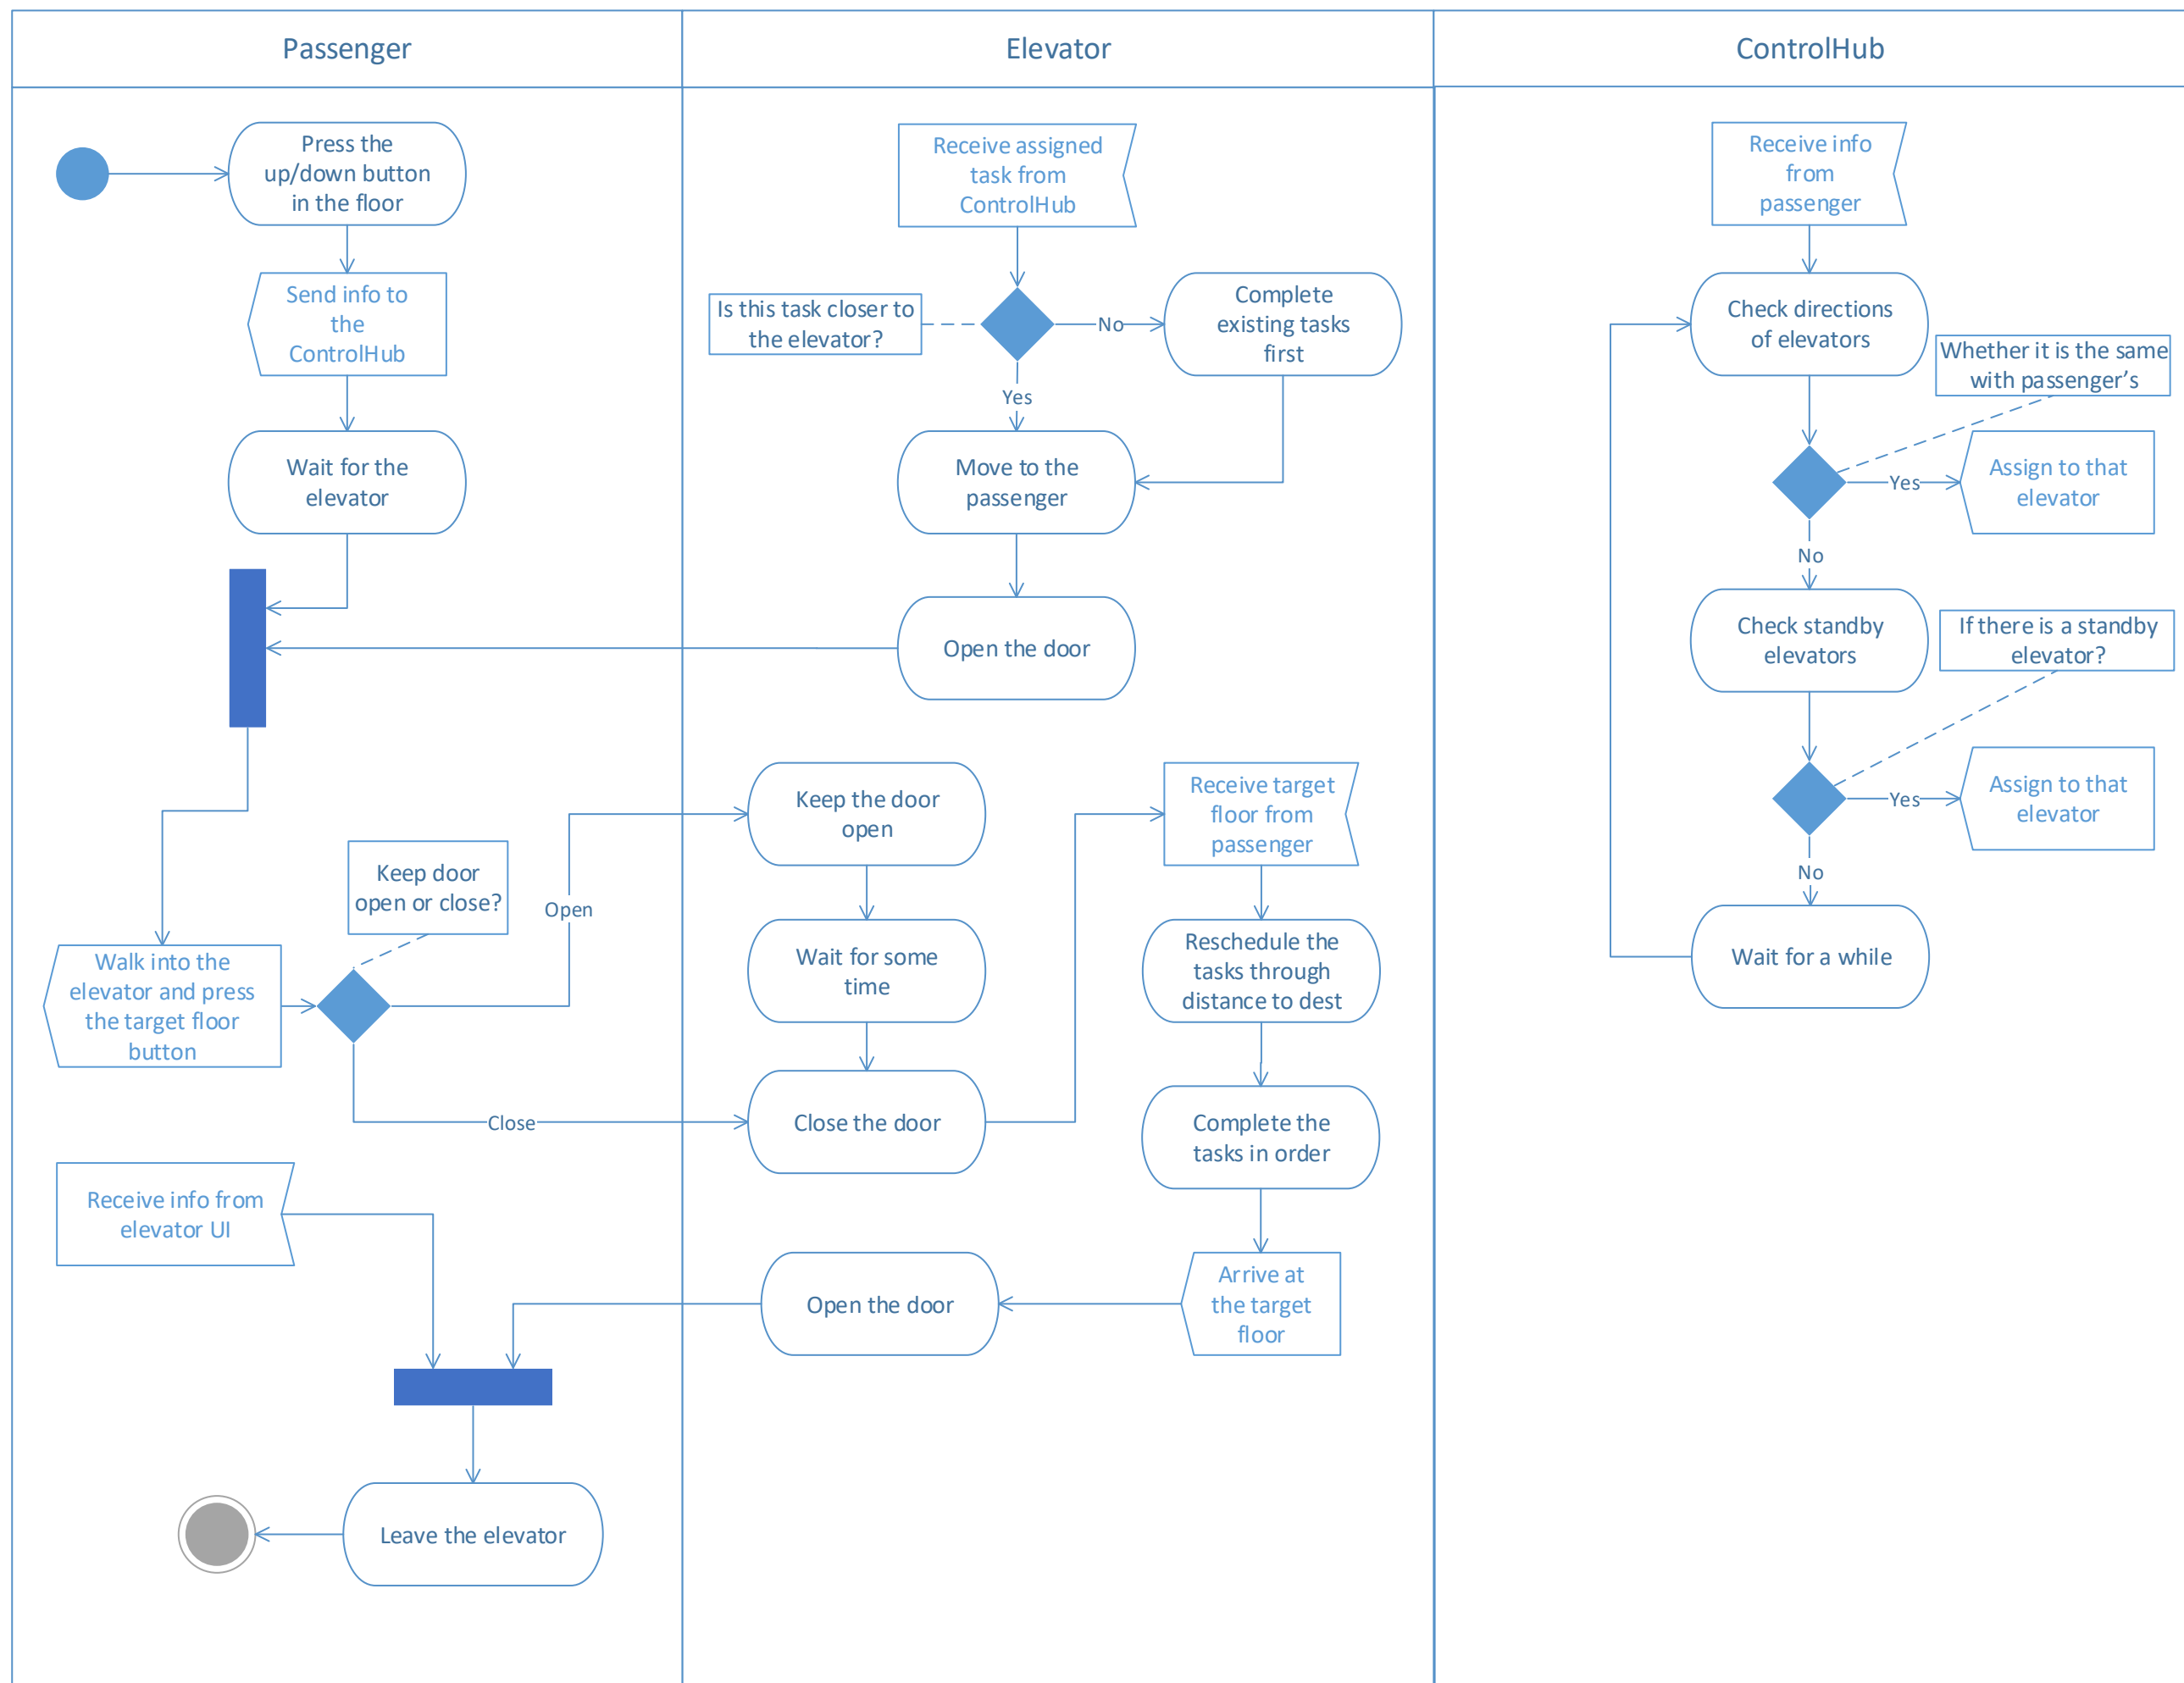 Passenger
Elevator
ControlHub
Press the
up/down button
in the floor
Send info to
the
ControlHub
Wait for the
elevator
Walk into the
elevator and press
the target floor
button
Keep door
open or close?
Open
Close
Receive info from
elevator UI
Leave the elevator
Receive assigned
task from
ControlHub
Is this task closer to
the elevator?
No
Complete
existing tasks
first
Yes
Move to the
passenger
Open the door
Keep the door
open
Wait for some
time
Close the door
Receive target
floor from
passenger
Reschedule the
tasks through
distance to dest
Complete the
tasks in order
Arrive at
the target
floor
Open the door
Receive info
from
passenger
Check directions
of elevators
Whether it is the same
with passenger’s
Yes
Assign to that
elevator
No
Check standby
elevators
If there is a standby
elevator?
Yes
Assign to that
elevator
No
Wait for a while